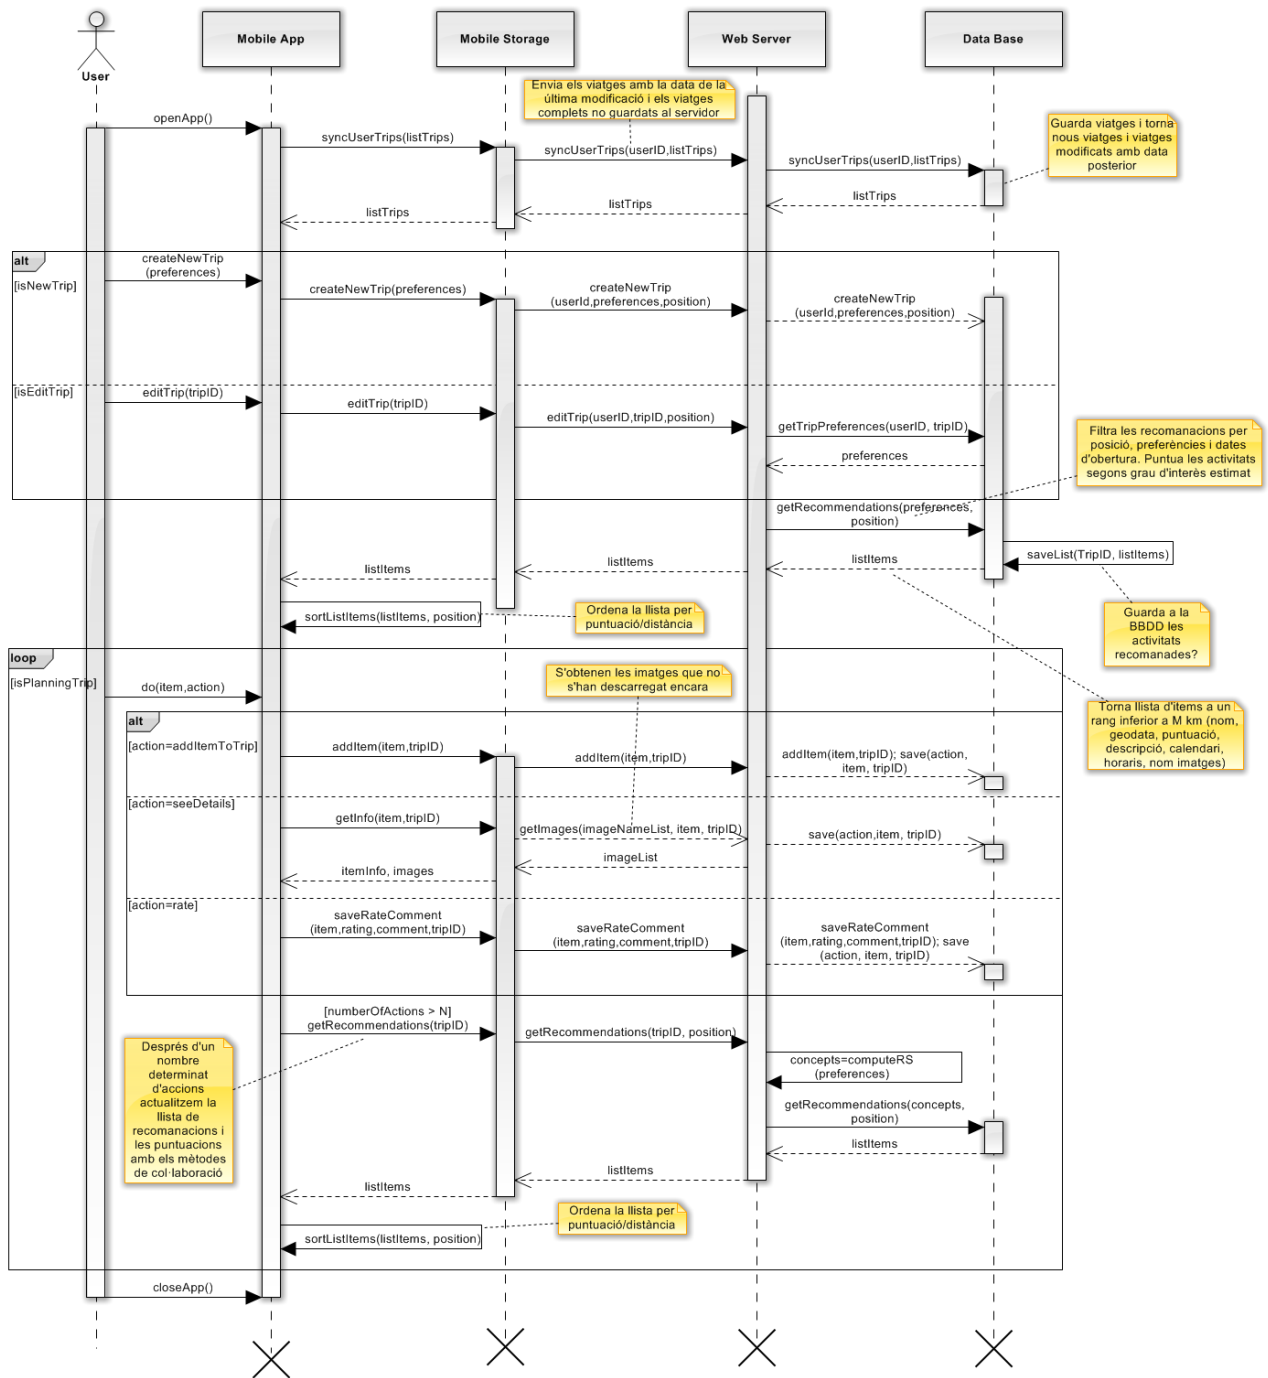 User
Mobile App
Mobile Storage
Web Server
Data Base
Envia els viatges amb la data de la
última modificació i els viatges
complets no guardats al servidor
openApp()
syncUserTrips(listTrips)
syncUserTrips(userID,listTrips)
syncUserTrips(userID,listTrips)
Guarda viatges i torna
nous viatges i viatges
modificats amb data
posterior
listTrips
listTrips
listTrips
alt
[isNewTrip]
createNewTrip
(preferences)
createNewTrip(preferences)
createNewTrip
(userId,preferences,position)
createNewTrip
(userId,preferences,position)
[isEditTrip]
editTrip(tripID)
editTrip(tripID)
editTrip(userID,tripID,position)
getTripPreferences(userID, tripID)
preferences
Filtra les recomanacions per
posició, preferències i dates
d'obertura. Puntua les activitats
segons grau d'interès estimat
getRecommendations(preferences,
position)
saveList(TripID, listItems)
listItems
listItems
listItems
sortListItems(listItems, position)
Ordena la llista per
puntuació/distància
Guarda a la
BBDD les
activitats
recomanades?
loop
[isPlanningTrip]
do(item,action)
S'obtenen les imatges que no
s'han descarregat encara
Torna llista d'items a un
rang inferior a M km (nom,
geodata, puntuació,
descripció, calendari,
horaris, nom imatges)
alt
[action=addItemToTrip]
addItem(item,tripID)
addItem(item,tripID)
addItem(item,tripID); save(action,
item, tripID)
[action=seeDetails]
getInfo(item,tripID)
getImages(imageNameList, item, tripID)
save(action,item, tripID)
imageList
itemInfo, images
[action=rate]
saveRateComment
(item,rating,comment,tripID)
saveRateComment
(item,rating,comment,tripID)
saveRateComment
(item,rating,comment,tripID); save
(action, item, tripID)
[numberOfActions > N]
getRecommendations(tripID)
getRecommendations(tripID, position)
Després d'un
nombre
determinat
d'accions
actualitzem la
llista de
recomanacions i
les puntuacions
amb els mètodes
de col·laboració
concepts=computeRS
(preferences)
getRecommendations(concepts,
position)
listItems
listItems
listItems
Ordena la llista per
puntuació/distància
sortListItems(listItems, position)
closeApp()